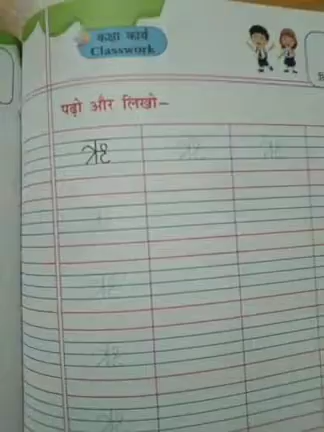 कक्षा कार्य
Classwork
पढ़ो और लिखो–
ऋ ऋ ऋ
ऋ
ऋ
ऋ
ऋ